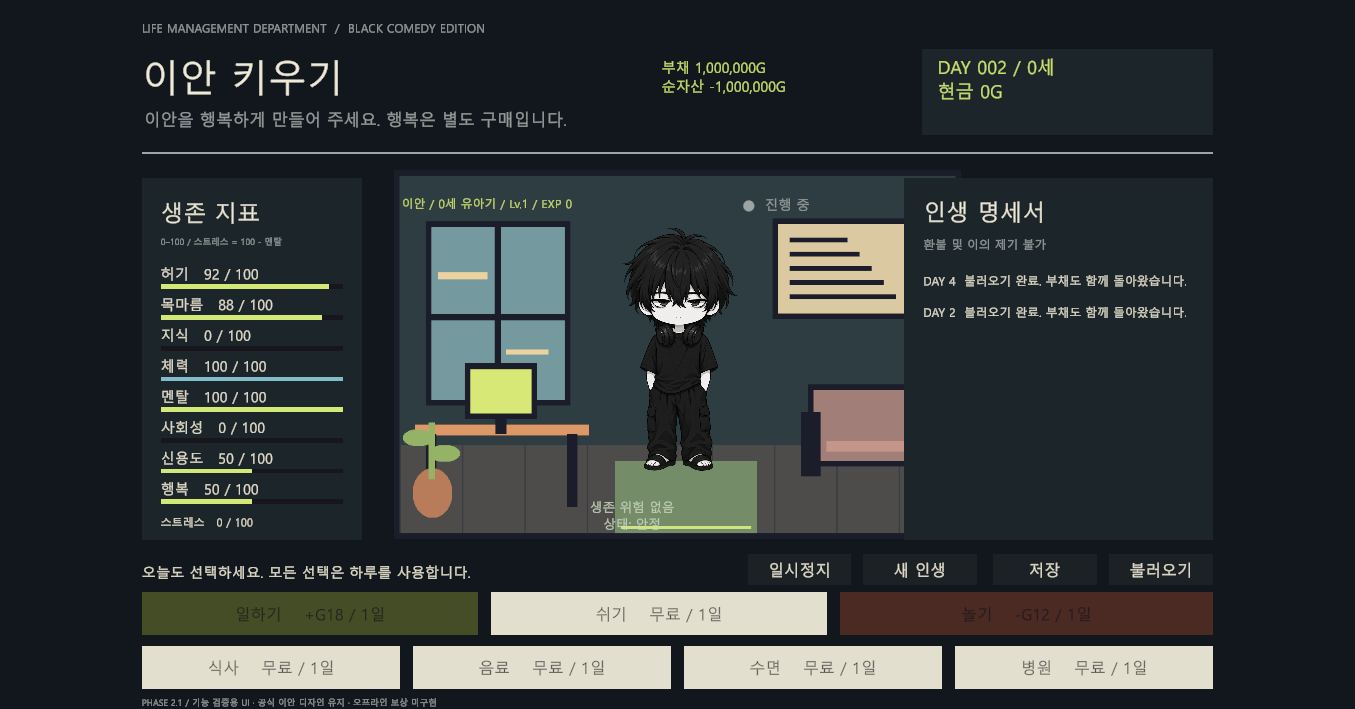 LIFE MANAGEMENT DEPARTMENT / BLACK COMEDY EDITION
이안 키우기
이안을 행복하게 만들어 주세요. 행복은 별도 구매입니다.
부채 1,000,000G
순자산 -1,000,000G
DAY 002 / 0세
현금 0G
생존 지표
0~100 / 스트레스 = 100 - 멘탈
허기 92 / 100
목마름 88 / 100
지식 0 / 100
체력 100 / 100
멘탈 100 / 100
사회성 0 / 100
신용도 50 / 100
행복 50 / 100
스트레스 0 / 100
이안 / 0세 유아기 / Lv.1 / EXP 0
진행 중
생존 위험 없음
상태: 안정
인생 명세서
환불 및 이의 제기 불가
DAY 4 불러오기 완료. 부채도 함께 돌아왔습니다.
DAY 2 불러오기 완료. 부채도 함께 돌아왔습니다.
오늘도 선택하세요. 모든 선택은 하루를 사용합니다.
일시정지
새 인생
저장
불러오기
일하기 +G18 / 1일
쉬기 무료 / 1일
놀기 -G12 / 1일
식사 무료 / 1일
음료 무료 / 1일
수면 무료 / 1일
병원 무료 / 1일
PHASE 2.1 / 기능 검증용 UI · 공식 이안 디자인 유지 · 오프라인 보상 미구현